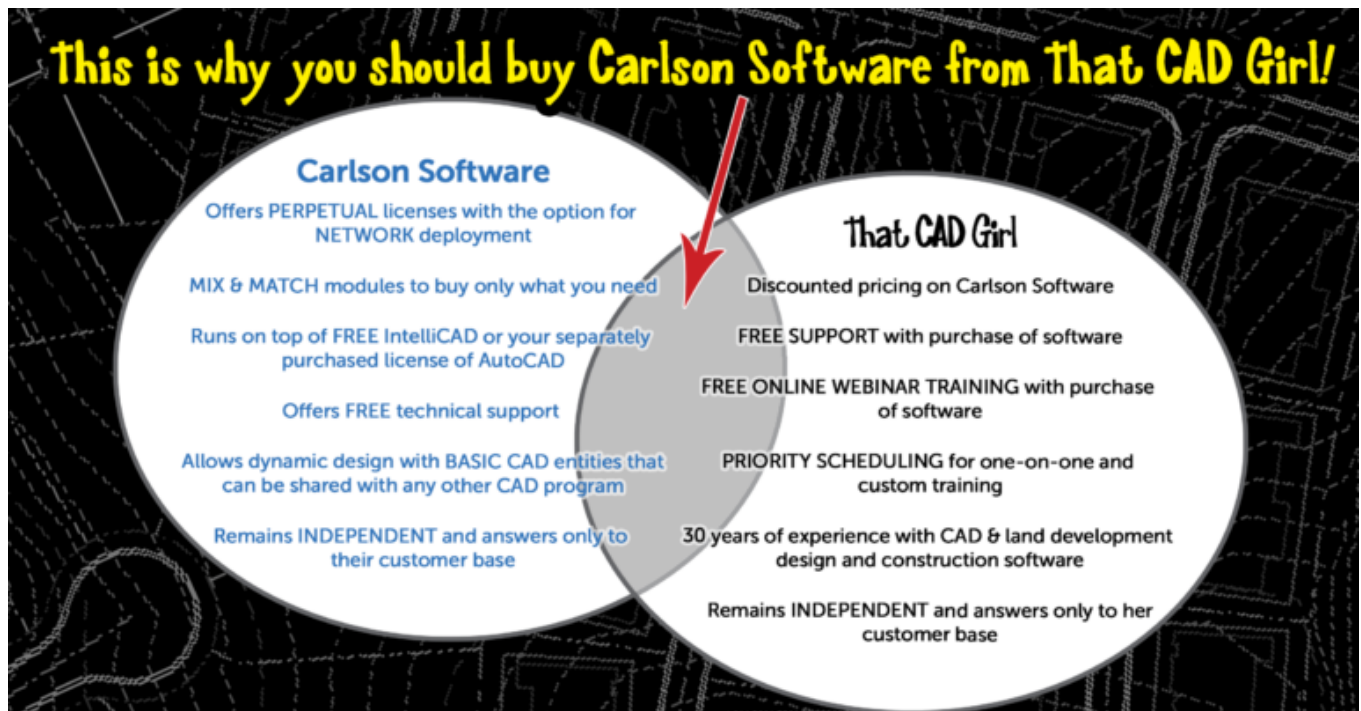 This is why you should buy Carlson Software from That CAD Girl!
Carlson Software
Offers PERPETUAL licenses with the option for
NETWORK deployment
MIX & MATCH modules to buy only what you need
Runs on top of FREE IntelliCAD or your separately
purchased license of AutoCAD
Offers FREE technical support
Allows dynamic design with BASIC CAD entities that
can be shared with any other CAD program
Remains INDEPENDENT and answers only to
their customer base
That CAD Girl
Discounted pricing on Carlson Software
FREE SUPPORT with purchase of software
FREE ONLINE WEBINAR TRAINING with purchase
of software
PRIORITY SCHEDULING for one-on-one and
custom training
30 years of experience with CAD & land development
design and construction software
Remains INDEPENDENT and answers only to her
customer base